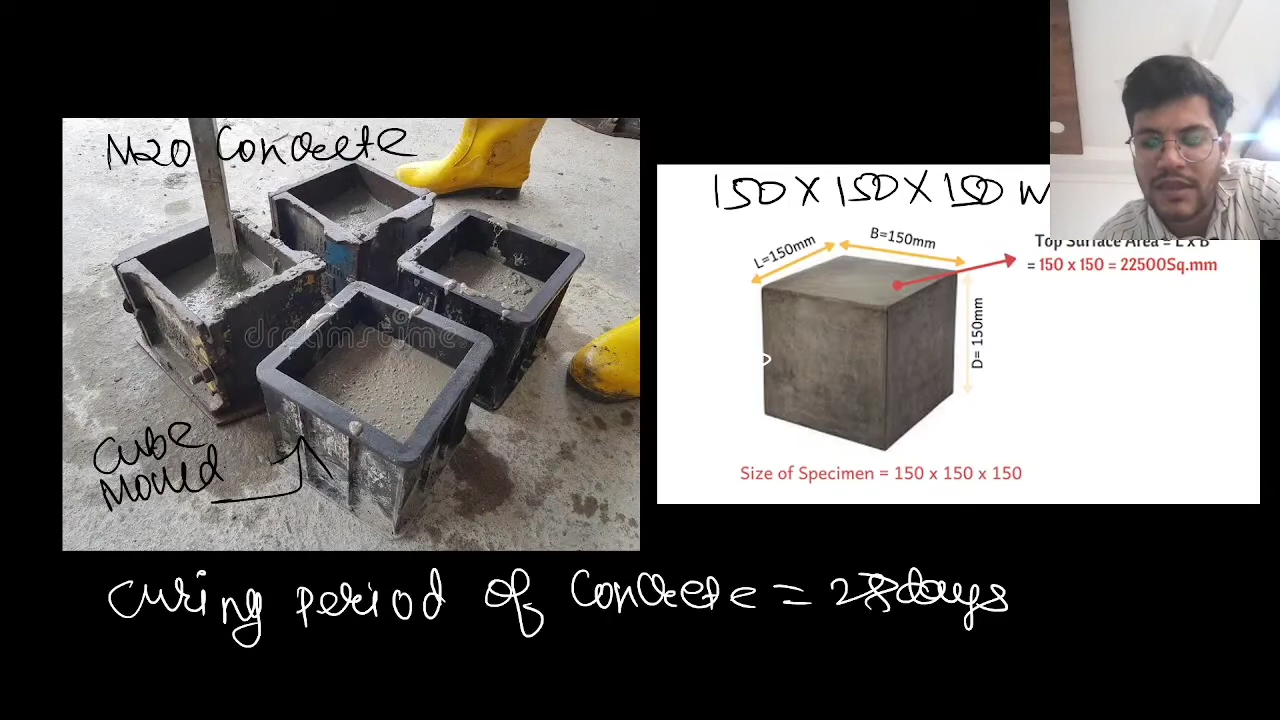 M20 Concrete
dreamstime
Cube
Mould
150 X 150 X 150
L=150mm
B=150mm
D= 150mm
Top Surface Area = L x B
= 150 x 150 = 22500Sq.mm
Size of Specimen = 150 x 150 x 150
Curing period of Concrete = 28days